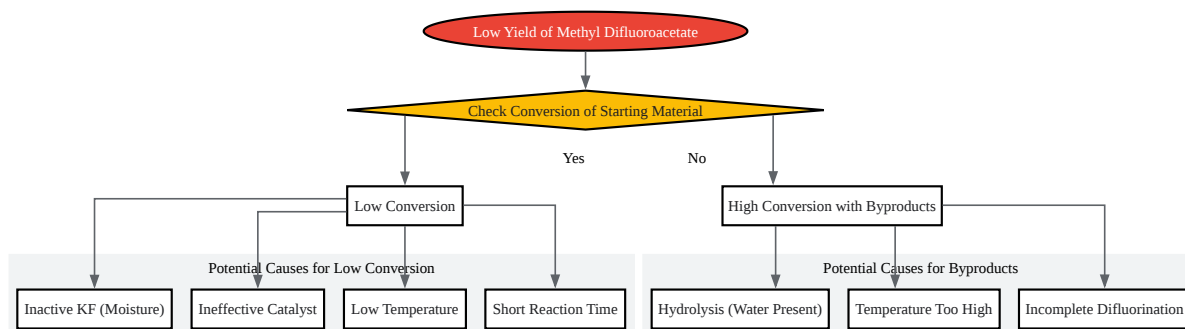 Low Yield of Methyl Difluoroacetate
Check Conversion of Starting Material
Yes
No
Low Conversion
High Conversion with Byproducts
Potential Causes for Low Conversion
Potential Causes for Byproducts
Inactive KF (Moisture)
Ineffective Catalyst
Low Temperature
Short Reaction Time
Hydrolysis (Water Present)
Temperature Too High
Incomplete Difluorination